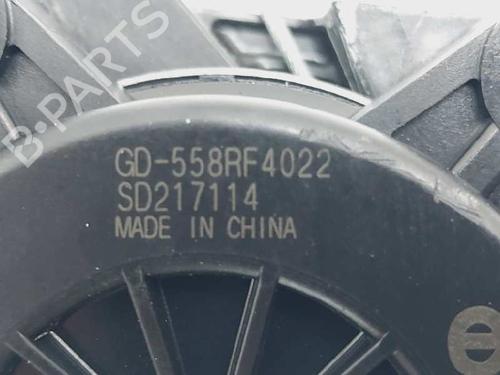 B-PARTS
GD-558RF4022
SD217114
MADE IN CHINA